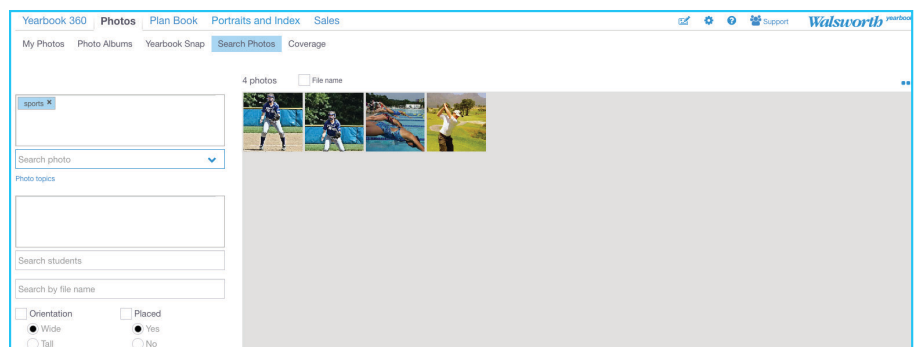 Yearbook 360 Photos Plan Book Portraits and Index Sales Support Walsworth yearboo
My Photos Photo Albums Yearbook Snap Search Photos Coverage
4 photos File name
sports ×
Search photo
Photo topics
Search students
Search by file name
Orientation Placed
Wide Yes
Tall No